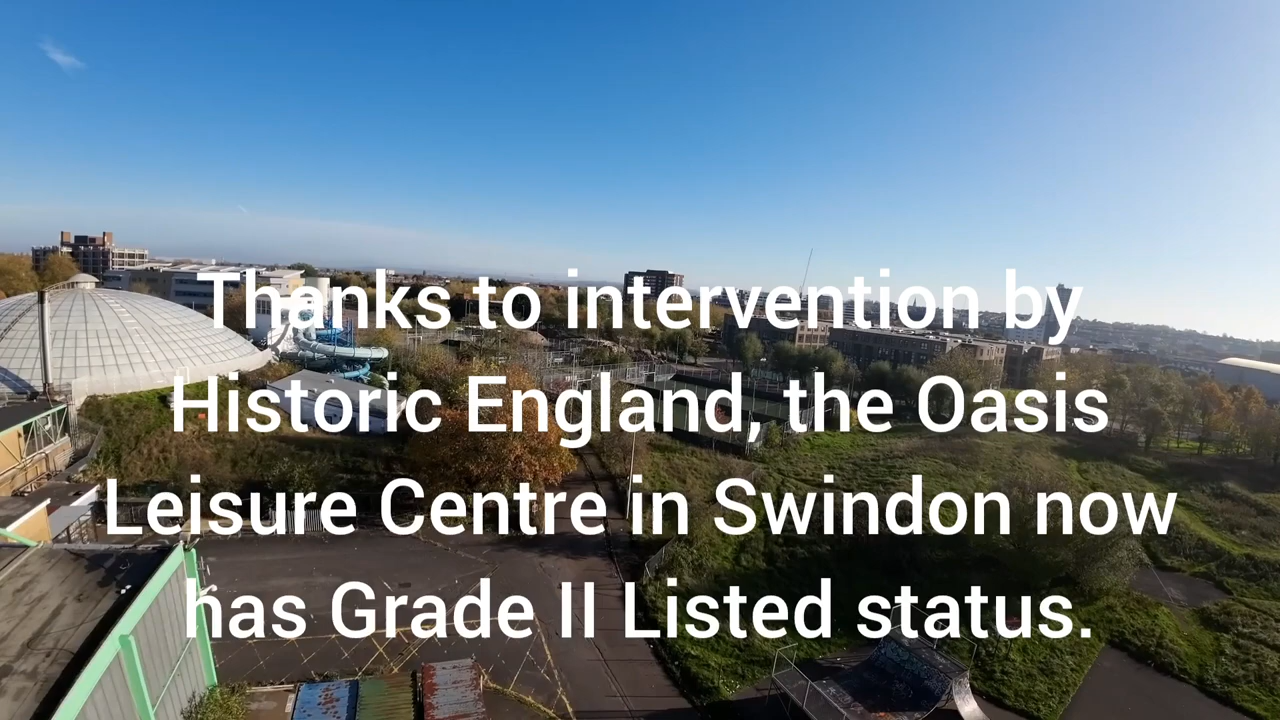 Thanks to intervention by
Historic England, the Oasis
Leisure Centre in Swindon now
has Grade II Listed status.